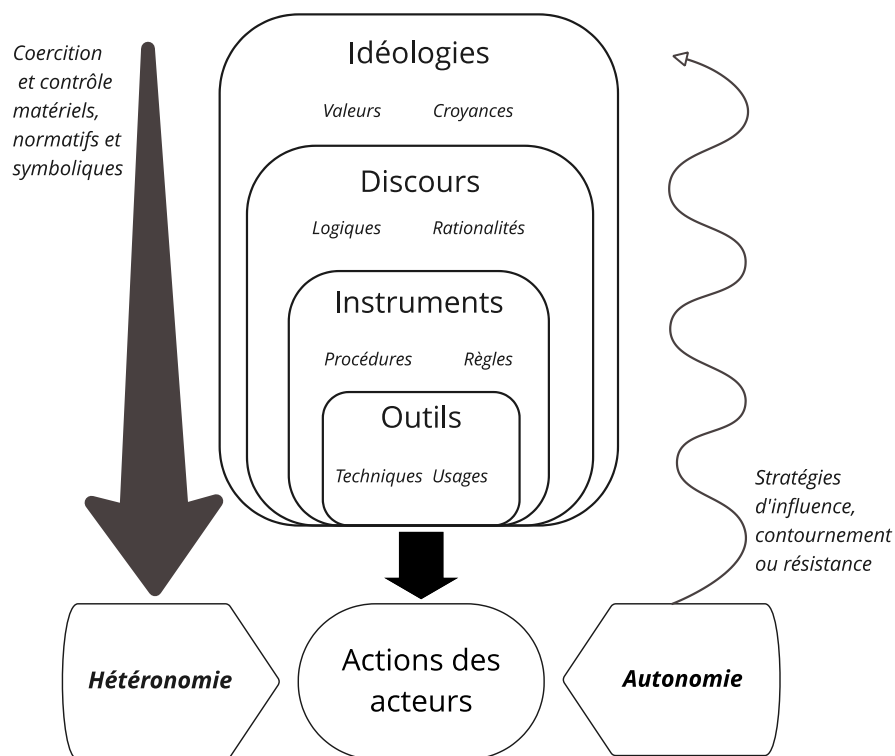 Coercition
et contrôle
matériels,
normatifs et
symboliques
Idéologies
Valeurs Croyances
Discours
Logiques Rationalités
Instruments
Procédures Règles
Outils
Techniques Usages
Stratégies
d'influence,
contournement
ou résistance
Hétéronomie
Actions des
acteurs
Autonomie